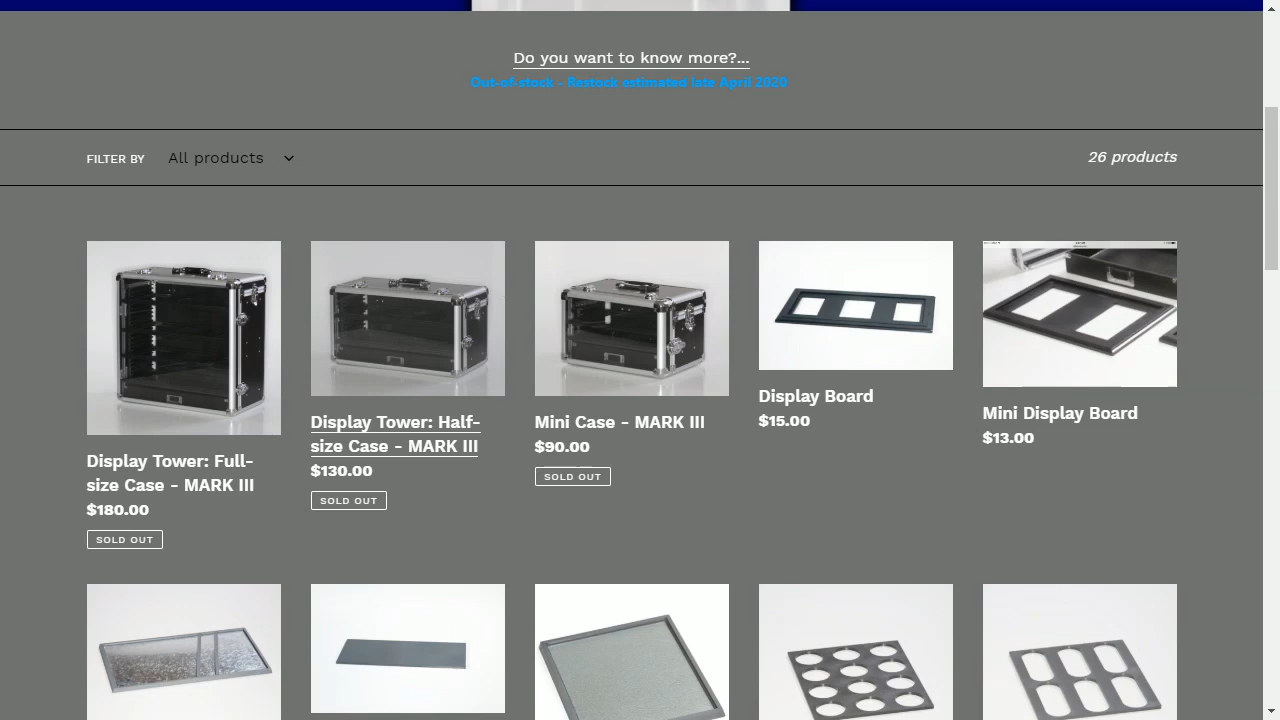 Do you want to know more?...
Out-of-stock - Restock estimated late April 2020
FILTER BY
All products
26 products
Display Tower: Full-
size Case - MARK III
$180.00
SOLD OUT
Display Tower: Half-
size Case - MARK III
$130.00
SOLD OUT
Mini Case - MARK III
$90.00
SOLD OUT
Display Board
$15.00
Mini Display Board
$13.00